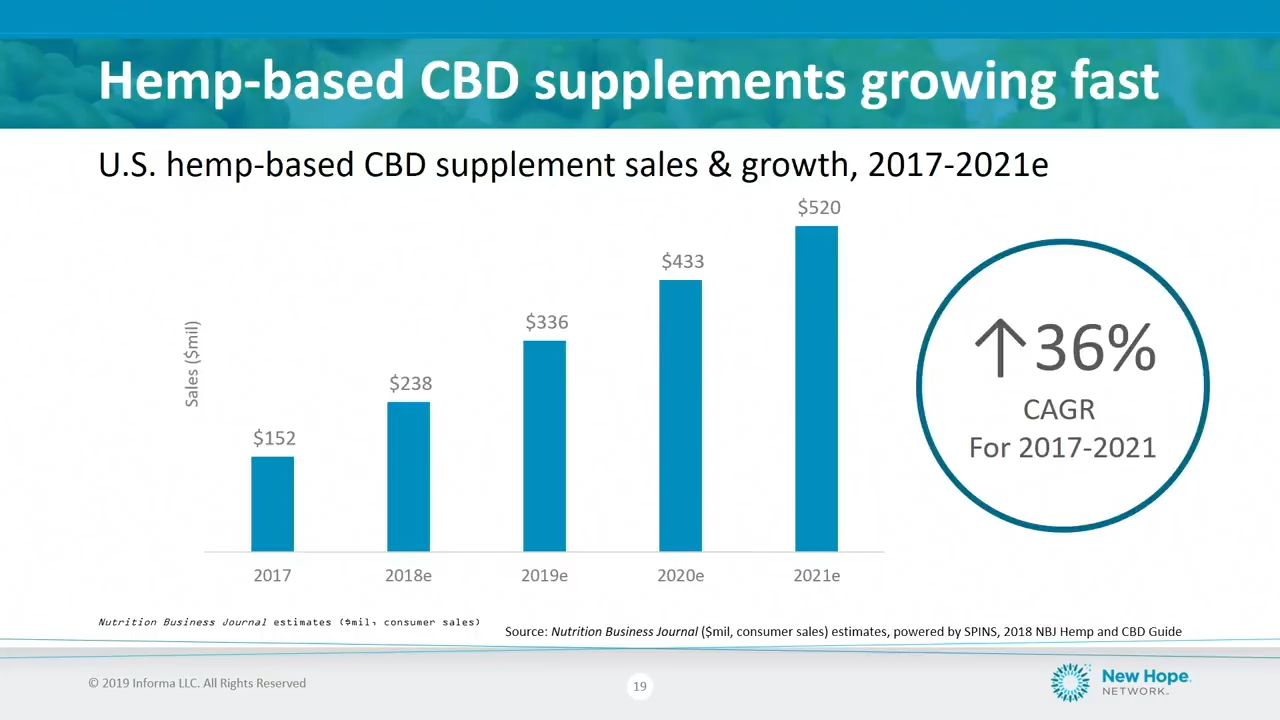 Hemp-based CBD supplements growing fast
U.S. hemp-based CBD supplement sales & growth, 2017-2021e
Sales ($mil)
$152
$238
$336
$433
$520
2017
2018e
2019e
2020e
2021e
↑36%
CAGR
For 2017-2021
Nutrition Business Journal estimates ($mil, consumer sales)
Source: Nutrition Business Journal ($mil, consumer sales) estimates, powered by SPINS, 2018 NBJ Hemp and CBD Guide
© 2019 Informa LLC. All Rights Reserved
19
New Hope
NETWORK